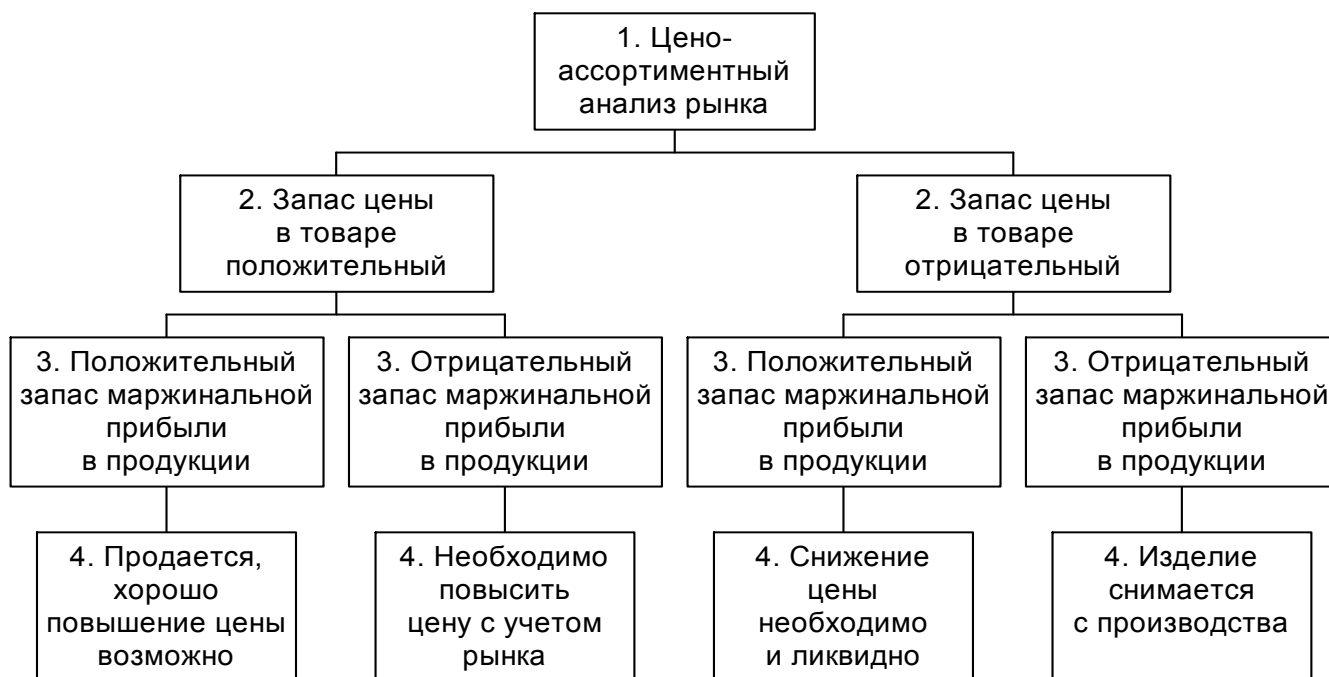 1. Цено-
ассортиментный
анализ рынка
2. Запас цены
в товаре
положительный
2. Запас цены
в товаре
отрицательный
3. Положительный
запас маржинальной
прибыли
в продукции
3. Отрицательный
запас маржинальной
прибыли
в продукции
3. Положительный
запас маржинальной
прибыли
в продукции
3. Отрицательный
запас маржинальной
прибыли
в продукции
4. Продается,
хорошо
повышение цены
возможно
4. Необходимо
повысить
цену с учетом
рынка
4. Снижение
цены
необходимо
и ликвидно
4. Изделие
снимается
с производства